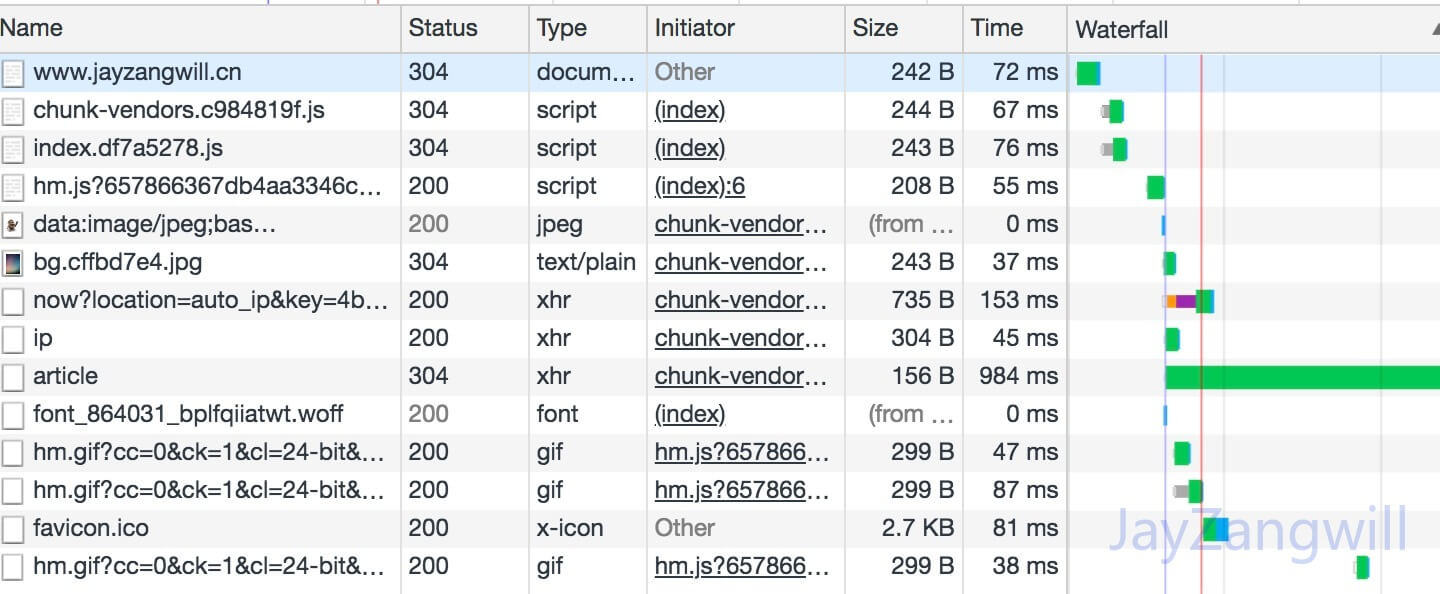 Name Status Type Initiator Size Time Waterfall
www.jayzangwill.cn 304 docum... Other 242 B 72 ms
chunk-vendors.c984819f.js 304 script (index) 244 B 67 ms
index.df7a5278.js 304 script (index) 243 B 76 ms
hm.js?657866367db4aa3346c... 200 script (index):6 208 B 55 ms
data:image/jpeg;bas... 200 jpeg chunk-vendor... (from ... 0 ms
bg.cffbd7e4.jpg 304 text/plain chunk-vendor... 243 B 37 ms
now?location=auto_ip&key=4b... 200 xhr chunk-vendor... 735 B 153 ms
ip 200 xhr chunk-vendor... 304 B 45 ms
article 304 xhr chunk-vendor... 156 B 984 ms
font_864031_bplfqiiatwt.woff 200 font (index) (from ... 0 ms
hm.gif?cc=0&ck=1&cl=24-bit&... 200 gif hm.js?657866... 299 B 47 ms
hm.gif?cc=0&ck=1&cl=24-bit&... 200 gif hm.js?657866... 299 B 87 ms
favicon.ico 200 x-icon Other 2.7 KB 81 ms
JayZangwill
hm.gif?cc=0&ck=1&cl=24-bit&... 200 gif hm.js?657866... 299 B 38 ms